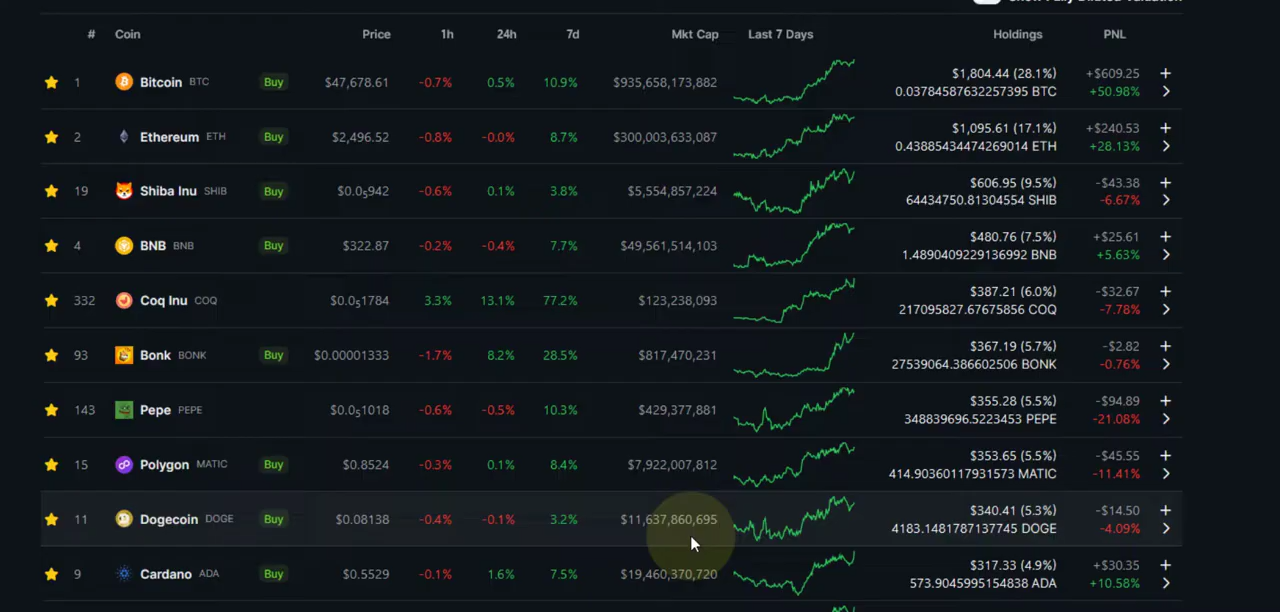 Show Fully Diluted Valuation
# Coin Price 1h 24h 7d Mkt Cap Last 7 Days Holdings PNL
1 Bitcoin BTC Buy $47,678.61 -0.7% 0.5% 10.9% $935,658,173,882 $1,804.44 (28.1%) +$609.25 +
0.03784587632257395 BTC +50.98%
2 Ethereum ETH Buy $2,496.52 -0.8% -0.0% 8.7% $300,003,633,087 $1,095.61 (17.1%) +$240.53 +
0.43885434474269014 ETH +28.13%
19 Shiba Inu SHIB Buy $0.0₅942 -0.6% 0.1% 3.8% $5,554,857,224 $606.95 (9.5%) -$43.38 +
64434750.81304554 SHIB -6.67%
4 BNB BNB Buy $322.87 -0.2% -0.4% 7.7% $49,561,514,103 $480.76 (7.5%) +$25.61 +
1.4890409229136992 BNB +5.63%
332 Coq Inu COQ $0.0₅1784 3.3% 13.1% 77.2% $123,238,093 $387.21 (6.0%) -$32.67 +
217095827.67675856 COQ -7.78%
93 Bonk BONK Buy $0.00001333 -1.7% 8.2% 28.5% $817,470,231 $367.19 (5.7%) -$2.82 +
27539064.386602506 BONK -0.76%
143 Pepe PEPE $0.0₅1018 -0.6% -0.5% 10.3% $429,377,881 $355.28 (5.5%) -$94.89 +
348839696.5223453 PEPE -21.08%
15 Polygon MATIC Buy $0.8524 -0.3% 0.1% 8.4% $7,922,007,812 $353.65 (5.5%) -$45.55 +
414.90360117931573 MATIC -11.41%
11 Dogecoin DOGE Buy $0.08138 -0.4% -0.1% 3.2% $11,637,860,695 $340.41 (5.3%) -$14.50 +
4183.1481787137745 DOGE -4.09%
9 Cardano ADA Buy $0.5529 -0.1% 1.6% 7.5% $19,460,370,720 $317.33 (4.9%) +$30.35 +
573.9045995154838 ADA +10.58%